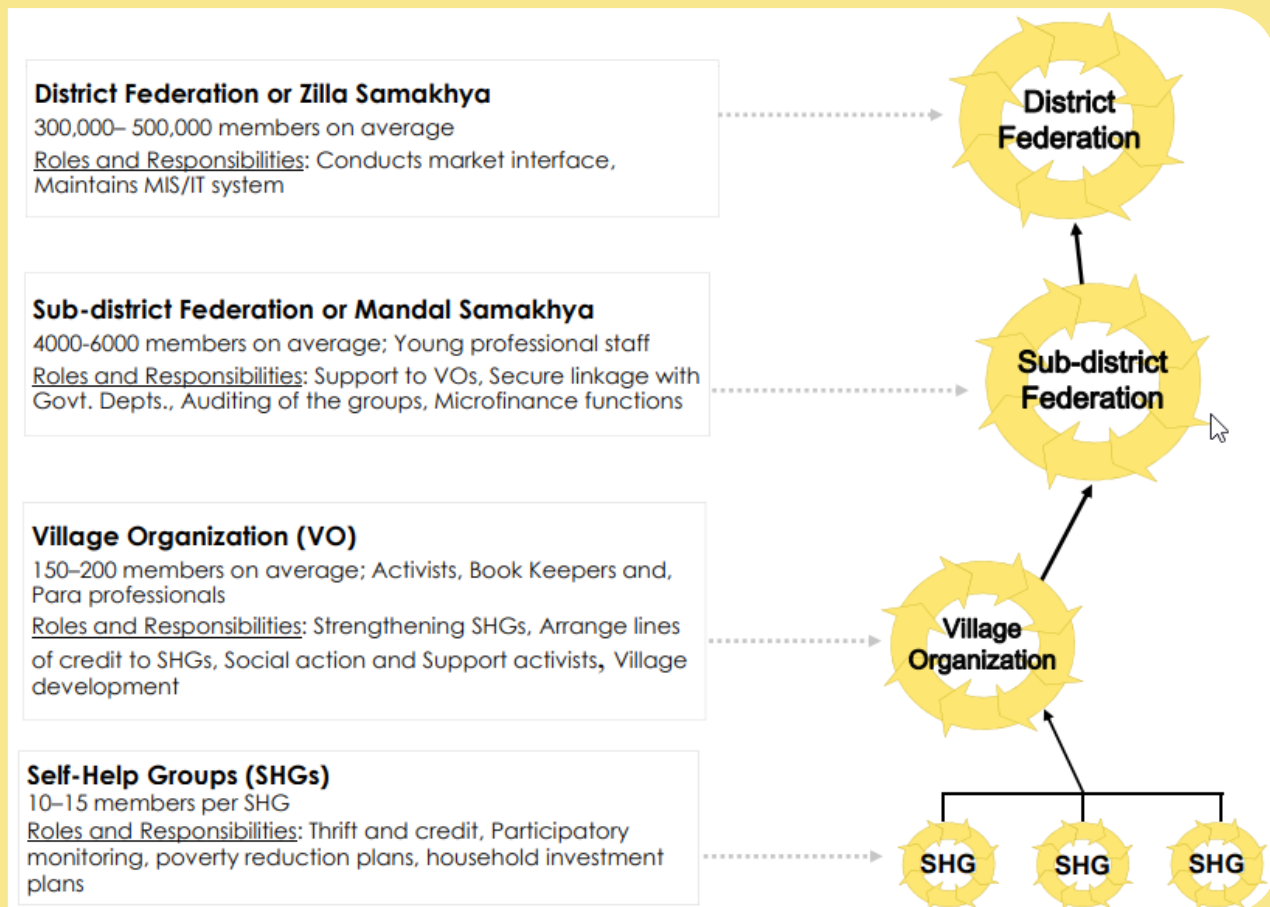 District Federation or Zilla Samakhya
300,000– 500,000 members on average
Roles and Responsibilities: Conducts market interface,
Maintains MIS/IT system
District
Federation
Sub-district Federation or Mandal Samakhya
4000-6000 members on average; Young professional staff
Roles and Responsibilities: Support to VOs, Secure linkage with
Govt. Depts., Auditing of the groups, Microfinance functions
Sub-district
Federation
Village Organization (VO)
150–200 members on average; Activists, Book Keepers and,
Para professionals
Roles and Responsibilities: Strengthening SHGs, Arrange lines
of credit to SHGs, Social action and Support activists, Village
development
Village
Organization
Self-Help Groups (SHGs)
10–15 members per SHG
Roles and Responsibilities: Thrift and credit, Participatory
monitoring, poverty reduction plans, household investment
plans
SHG
SHG
SHG